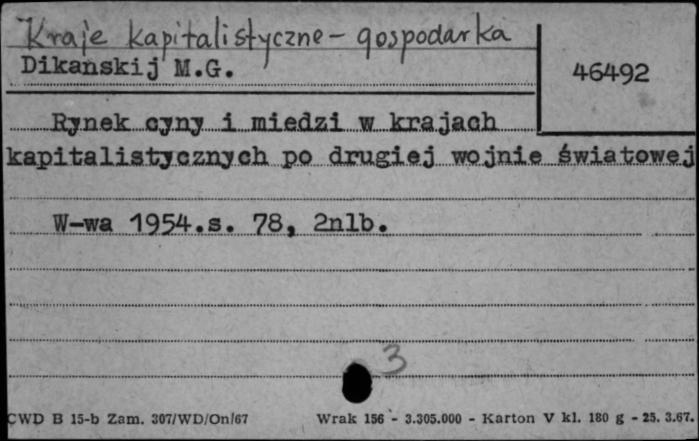 Kraje kapitalistyczne - gospodarka
Dikanskij M.G.
46492
Rynek cyny i miedzi w krajach
kapitalistycznych po drugiej wojnie światowej
W-wa 1954.s. 78, 2nlb.
3
CWD B 15-b Zam. 307/WD/On/67 Wrak 156 - 3.305.000 - Karton V kl. 180 g - 25. 3.67.